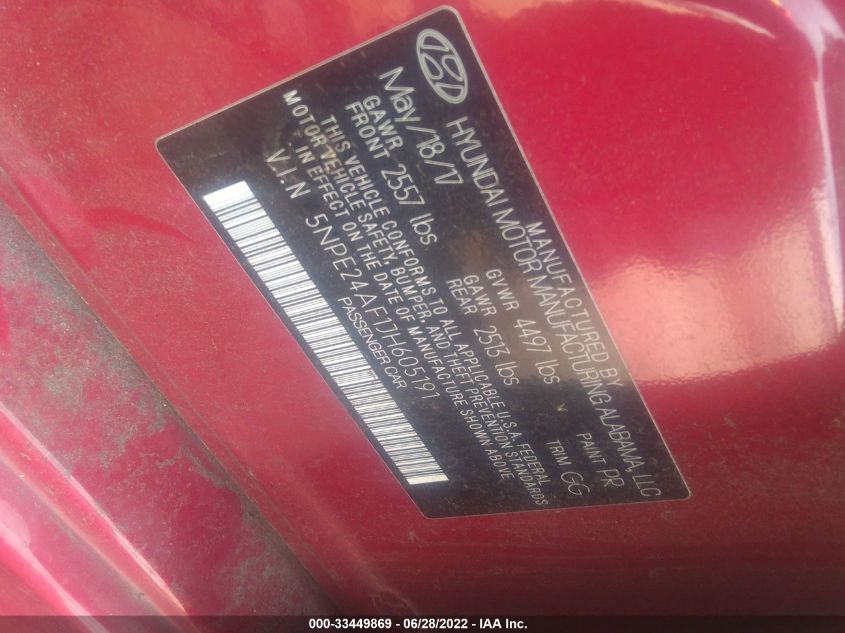 MANUFACTURED BY
HYUNDAI MOTOR MANUFACTURING ALABAMA, LLC
May/18/17 GVWR 4497 lbs PAINT PR
GAWR FRONT 2557 lbs GAWR REAR 2513 lbs TRIM GG
THIS VEHICLE CONFORMS TO ALL APPLICABLE U.S.A. FEDERAL
MOTOR VEHICLE SAFETY, BUMPER, AND THEFT PREVENTION STANDARDS
IN EFFECT ON THE DATE OF MANUFACTURE SHOWN ABOVE
V.I.N 5NPE24AF1JH605191
PASSENGER CAR
000-33449869 - 06/28/2022 - IAA Inc.